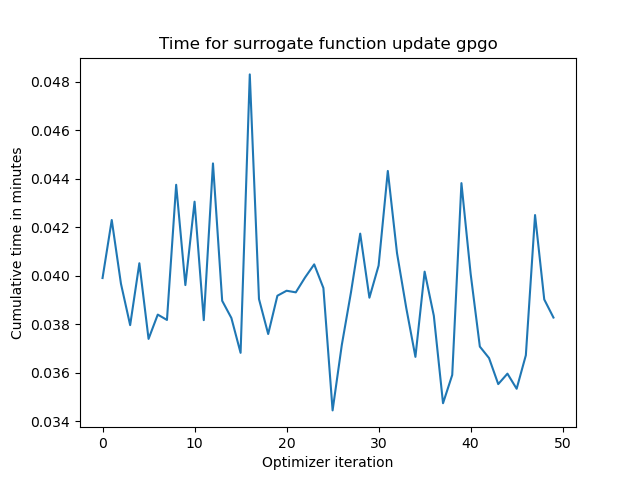 Time for surrogate function update gpgo
Cumulative time in minutes
0.048
0.046
0.044
0.042
0.040
0.038
0.036
0.034
0 10 20 30 40 50
Optimizer iteration